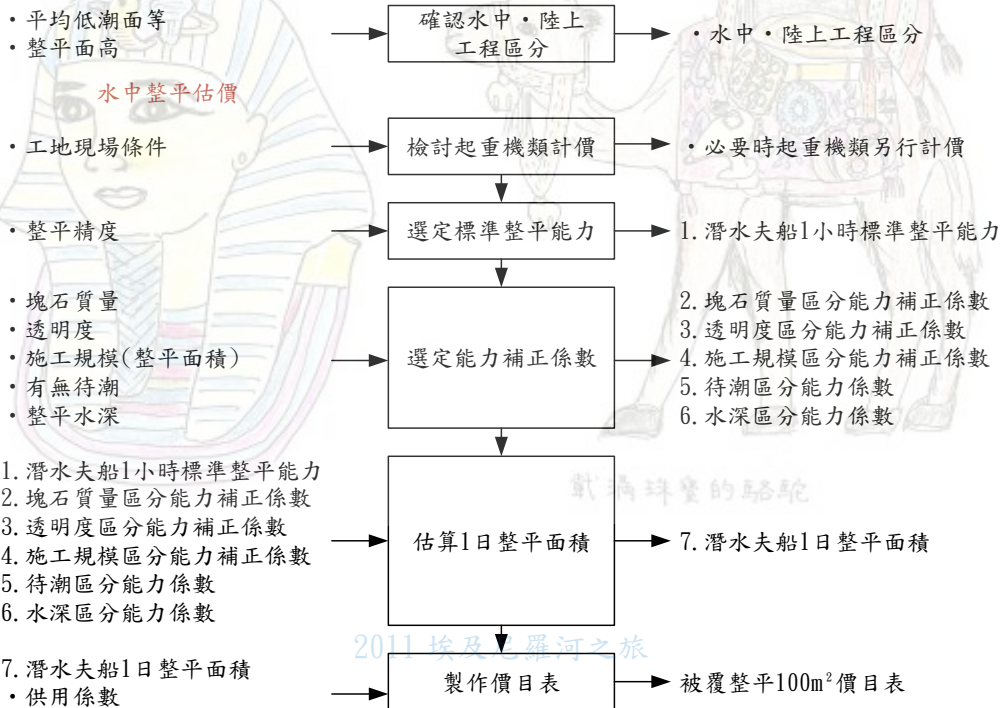 ・平均低潮面等
・整平面高
確認水中・陸上
工程區分
・水中・陸上工程區分
水中整平估價
・工地現場條件
檢討起重機類計價
・必要時起重機類另行計價
・整平精度
選定標準整平能力
1.潛水夫船1小時標準整平能力
・塊石質量
・透明度
・施工規模(整平面積)
・有無待潮
・整平水深
選定能力補正係數
2.塊石質量區分能力補正係數
3.透明度區分能力補正係數
4.施工規模區分能力補正係數
5.待潮區分能力係數
6.水深區分能力係數
戴滿珠寶的駱駝
1.潛水夫船1小時標準整平能力
2.塊石質量區分能力補正係數
3.透明度區分能力補正係數
4.施工規模區分能力補正係數
5.待潮區分能力係數
6.水深區分能力係數
估算1日整平面積
7.潛水夫船1日整平面積
2011 埃及尼羅河之旅
7.潛水夫船1日整平面積
・供用係數
製作價目表
被覆整平100m²價目表